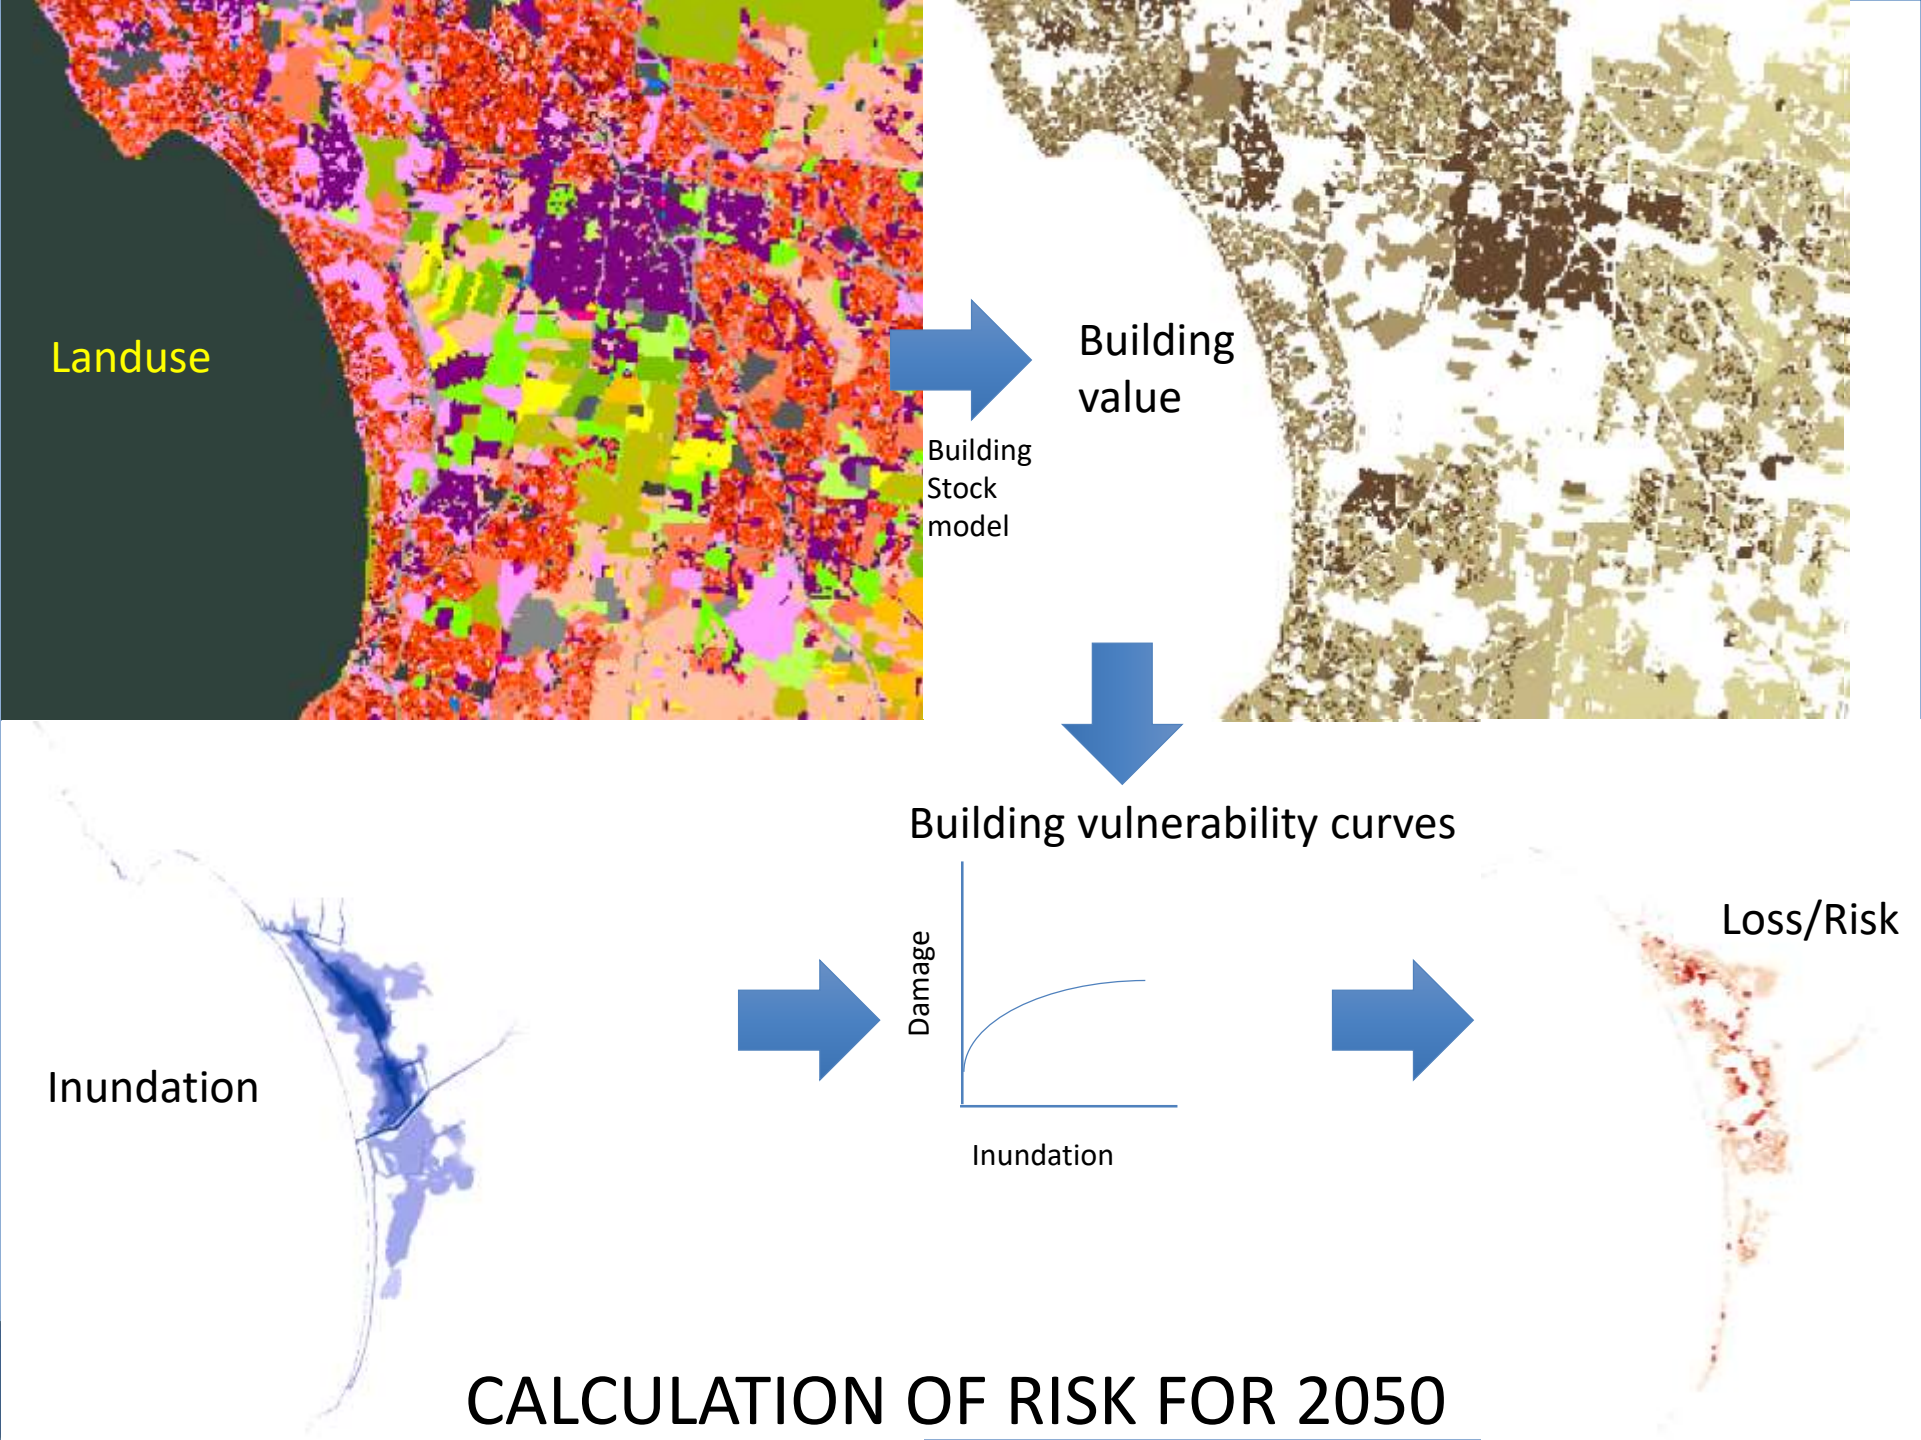 Landuse
Building
value
Building
Stock
model
Building vulnerability curves
Damage
Inundation
Loss/Risk
Inundation
CALCULATION OF RISK FOR 2050